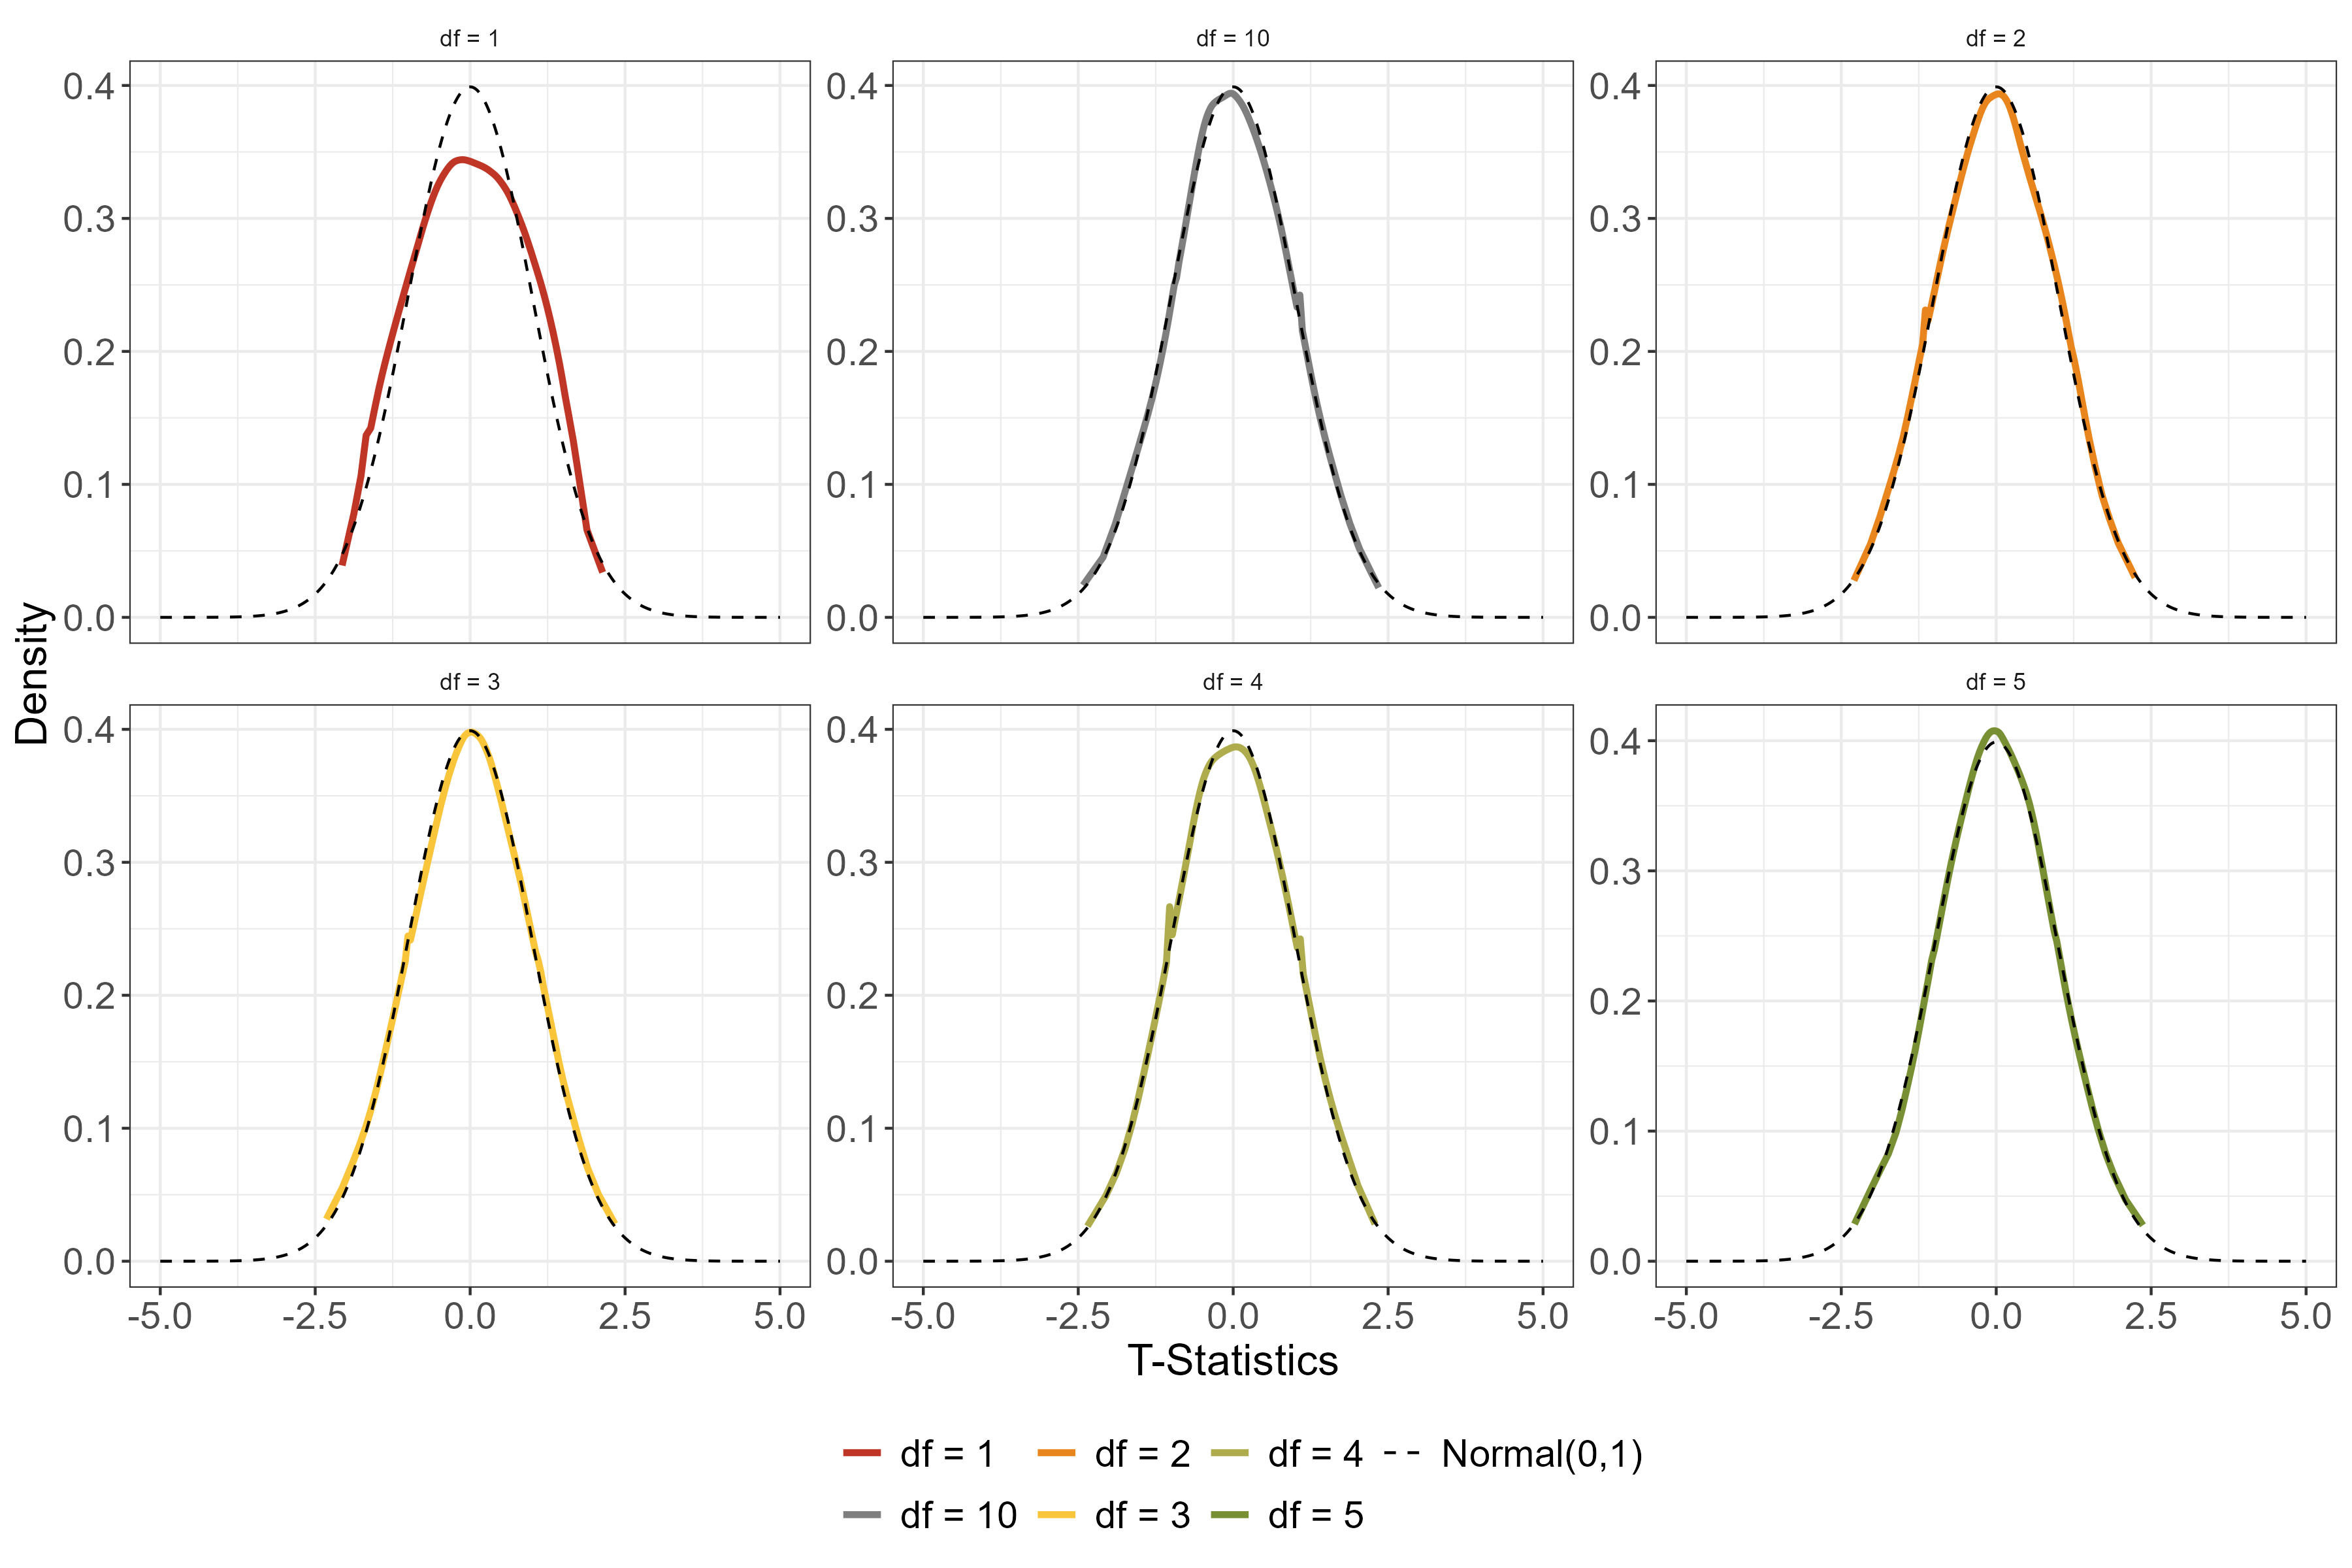 df = 1
df = 10
df = 2
0.4
0.3
0.2
0.1
0.0
0.4
0.3
0.2
0.1
0.0
0.4
0.3
0.2
0.1
0.0
Density
df = 3
df = 4
df = 5
0.4
0.3
0.2
0.1
0.0
0.4
0.3
0.2
0.1
0.0
0.4
0.3
0.2
0.1
0.0
-5.0 -2.5 0.0 2.5 5.0
-5.0 -2.5 0.0 2.5 5.0
-5.0 -2.5 0.0 2.5 5.0
T-Statistics
df = 1 df = 2 df = 4 Normal(0,1)
df = 10 df = 3 df = 5